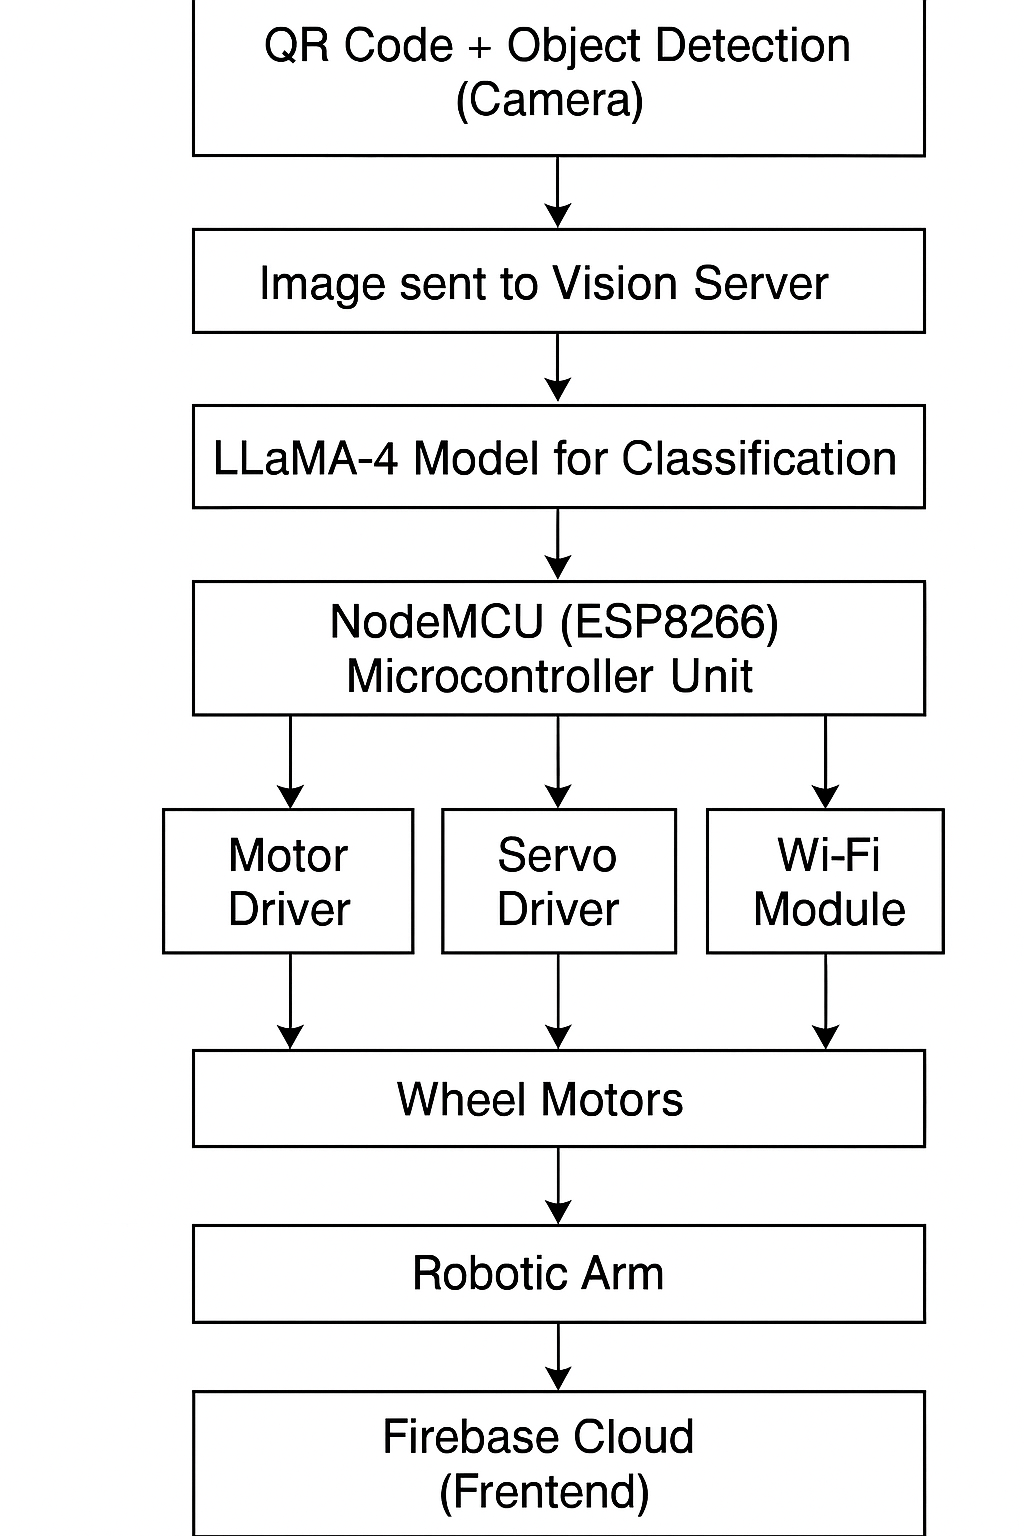 QR Code + Object Detection
(Camera)
Image sent to Vision Server
LLaMA-4 Model for Classification
NodeMCU (ESP8266)
Microcontroller Unit
Motor
Driver
Servo
Driver
Wi-Fi
Module
Wheel Motors
Robotic Arm
Firebase Cloud
(Frentend)